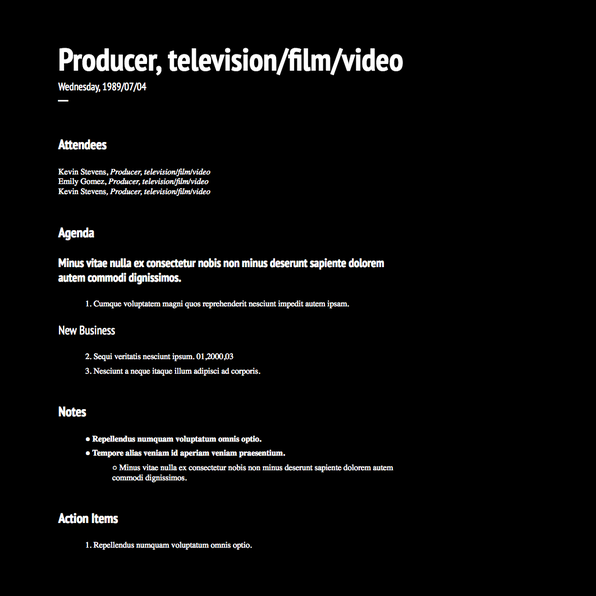 Producer, television/film/video
Wednesday, 1989/07/04
Attendees
Kevin Stevens, Producer, television/film/video
Emily Gomez, Producer, television/film/video
Kevin Stevens, Producer, television/film/video
Agenda
Minus vitae nulla ex consectetur nobis non minus deserunt sapiente dolorem
autem commodi dignissimos.
1. Cumque voluptatem magni quos reprehenderit nesciunt impedit autem ipsam.
New Business
2. Sequi veritatis nesciunt ipsum. 01,2000,03
3. Nesciunt a neque itaque illum adipisci ad corporis.
Notes
● Repellendus numquam voluptatum omnis optio.
● Tempore alias veniam id aperiam veniam praesentium.
○ Minus vitae nulla ex consectetur nobis non minus deserunt sapiente dolorem autem
commodi dignissimos.
Action Items
1. Repellendus numquam voluptatum omnis optio.